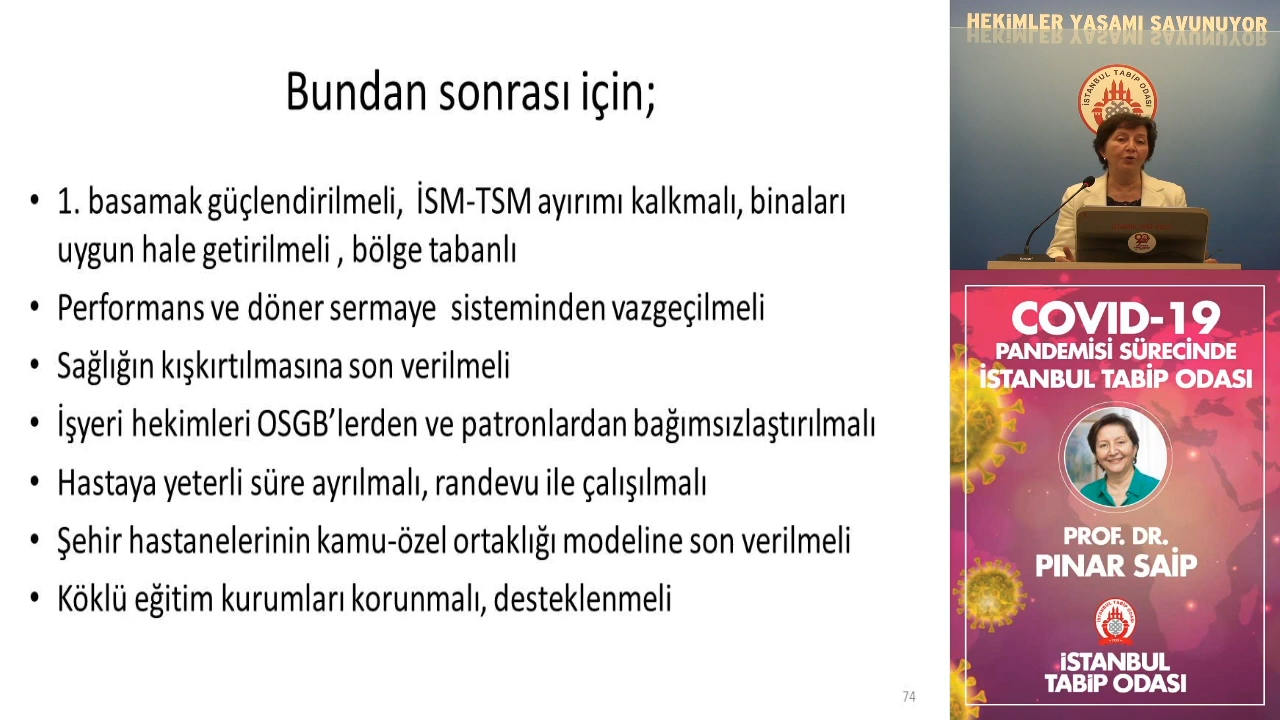 Bundan sonrası için;
• 1. basamak güçlendirilmeli, İSM-TSM ayırımı kalkmalı, binaları
uygun hale getirilmeli , bölge tabanlı
• Performans ve döner sermaye sisteminden vazgeçilmeli
• Sağlığın kışkırtılmasına son verilmeli
• İşyeri hekimleri OSGB’lerden ve patronlardan bağımsızlaştırılmalı
• Hastaya yeterli süre ayrılmalı, randevu ile çalışılmalı
• Şehir hastanelerinin kamu-özel ortaklığı modeline son verilmeli
• Köklü eğitim kurumları korunmalı, desteklenmeli
74
HEKİMLER YAŞAMI SAVUNUYOR
İSTANBUL TABİP ODASI
COVID-19
PANDEMİSİ SÜRECİNDE
İSTANBUL TABİP ODASI
PROF. DR.
PINAR SAİP
İSTANBUL
TABİP ODASI